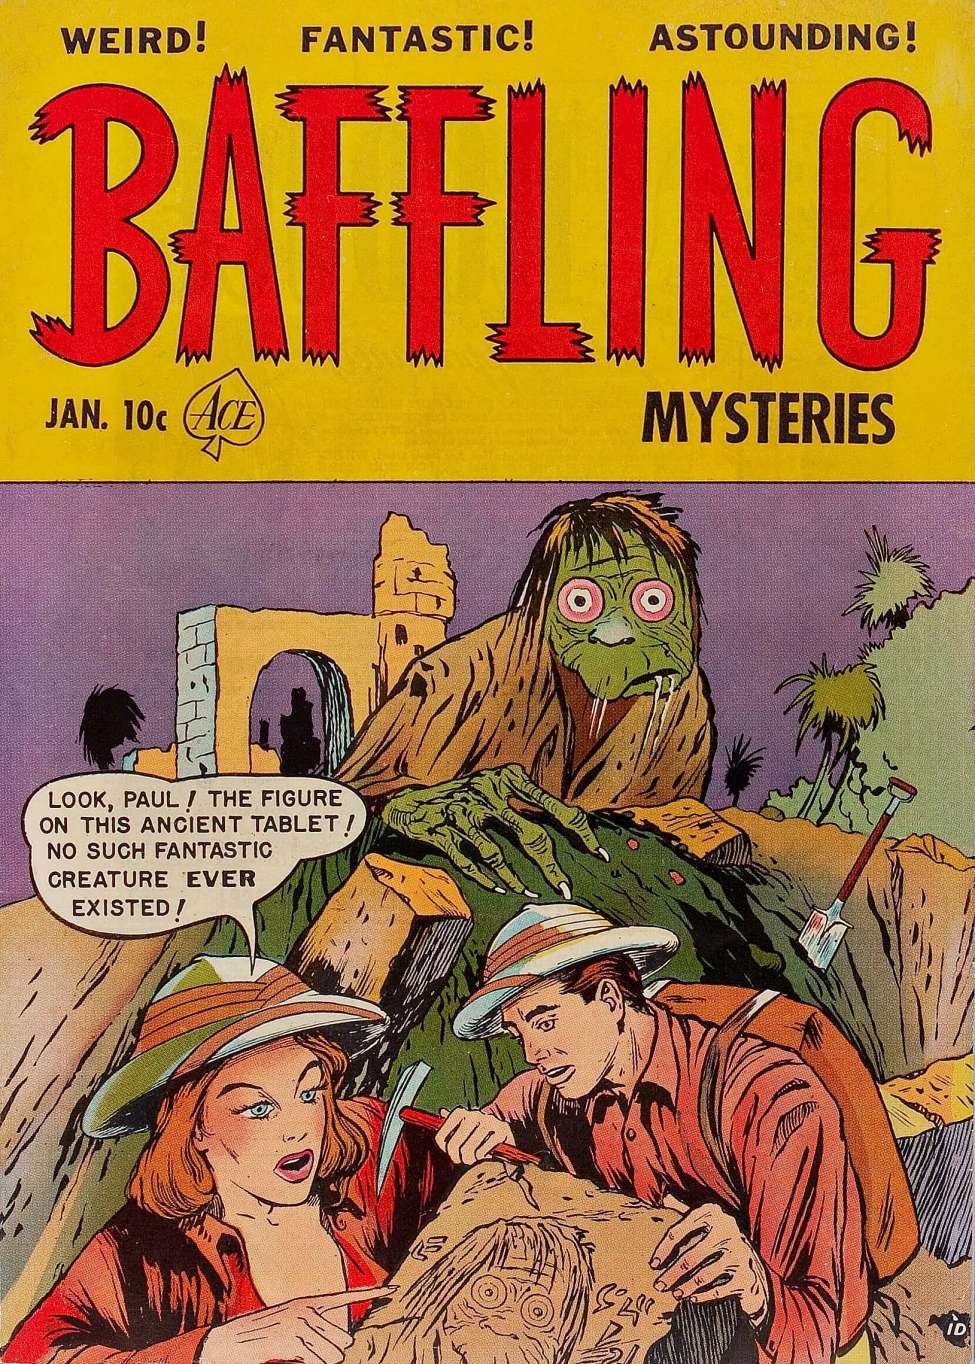 WEIRD! FANTASTIC! ASTOUNDING!
BAFFLING
JAN. 10c ACE MYSTERIES
LOOK, PAUL! THE FIGURE
ON THIS ANCIENT TABLET!
NO SUCH FANTASTIC
CREATURE EVER
EXISTED!
ID